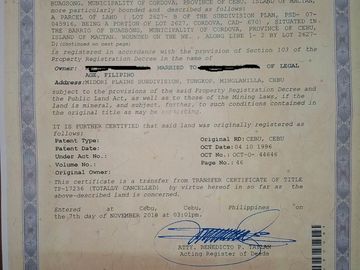 BUAGSONG, MUNICIPALITY OF CORDOVA, PROVINCE OF CEBU, ISLAND OF MACTAN,
more particularly bounded and described as follows:
A PARCEL OF LAND ( LOT 2627- B OF THE SUBDIVISION PLAN, PSD- 07-
045916, BEING A PORTION OF LOT 2627, CORDOVA, CAD- 670) , SITUATED IN
THE BARRIO OF BUAGSONG, MUNICIPALITY OF CORDOVA, PROVINCE OF
ISLAND OF MACTAN. BOUNDED ON THE ALONG LINE 1- 2 BY LOT 2627-
D; (continued on next page)
is registered in accordance with the provision of Section 103 of the
Property Registration Decree in the name of
Owner: MARRIED TO OF LEGAL
AGE, FILIPINO
Address: MIDORI PLAINS SUBDIVISION, TUNGKOP, MINGLANILLA, CEBU
subject to the provisions of the said Property Registration Decree and
the Public Land Act, as well as to those of the Mining Laws, if the
land is mineral, and subject, further, to such conditions contained in
the original title as may be
IT IS FURTHER CERTIFIED that said land was originally registered as
follows:
Patent Type: Original RD: CEBU, CEBU
Patent No.: OCT Date: 04 10 1996
Under Act No.: OCT No.: OCT-O- 44646
Volume No.: Page No.: 46
Original Owner:
This certificate is a transfer from TRANSFER CERTIFICATE OF TITLE
TP-17236 (TOTALLY CANCELLED) by virtue hereof in so far as the
above-described land is concerned.
Entered at Cebu, Cebu, Philippines on
the 7th day of NOVEMBER 2018 at 03:01pm.
ATTY. BENEDICTO P. TAYLAN
Acting Register of Deeds